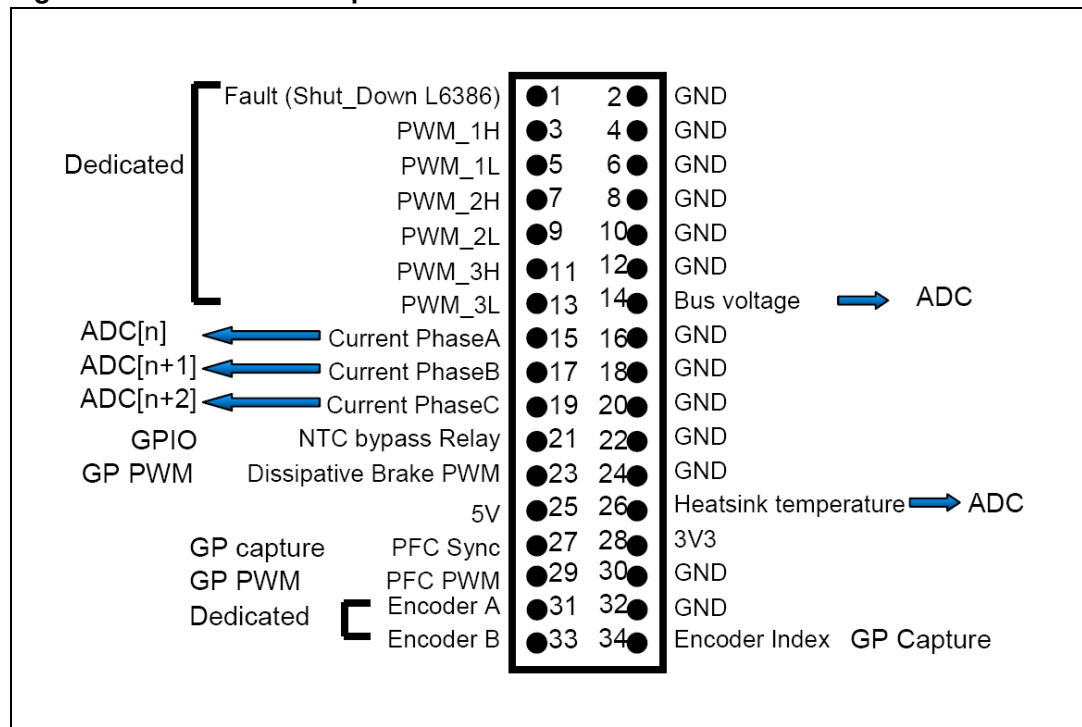 Fault (Shut_Down L6386) 1 2 GND
PWM_1H 3 4 GND
Dedicated PWM_1L 5 6 GND
PWM_2H 7 8 GND
PWM_2L 9 10 GND
PWM_3H 11 12 GND
PWM_3L 13 14 Bus voltage ADC
ADC[n] Current PhaseA 15 16 GND
ADC[n+1] Current PhaseB 17 18 GND
ADC[n+2] Current PhaseC 19 20 GND
GPIO NTC bypass Relay 21 22 GND
GP PWM Dissipative Brake PWM 23 24 GND
5V 25 26 Heatsink temperature ADC
GP capture PFC Sync 27 28 3V3
GP PWM PFC PWM 29 30 GND
Dedicated Encoder A 31 32 GND
Encoder B 33 34 Encoder Index GP Capture